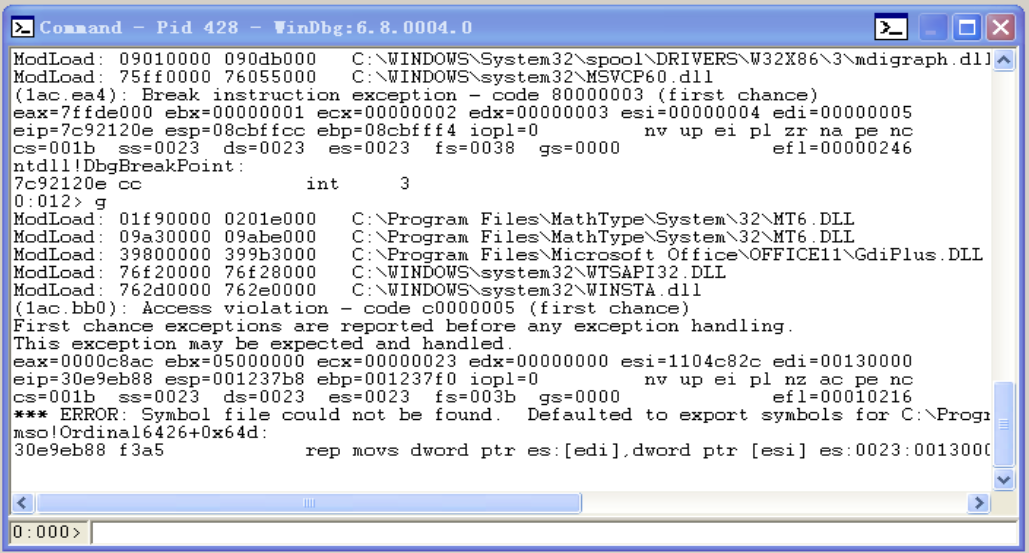 Command - Pid 428 - WinDbg:6.8.0004.0
ModLoad: 09010000 090db000   C:\WINDOWS\System32\spool\DRIVERS\W32X86\3\mdigraph.dll
ModLoad: 75ff0000 76055000   C:\WINDOWS\system32\MSVCP60.dll
(1ac.ea4): Break instruction exception - code 80000003 (first chance)
eax=7ffde000 ebx=00000001 ecx=00000002 edx=00000003 esi=00000004 edi=00000005
eip=7c92120e esp=08cbffcc ebp=08cbfff4 iopl=0         nv up ei pl zr na pe nc
cs=001b  ss=0023  ds=0023  es=0023  fs=0038  gs=0000             efl=00000246
ntdll!DbgBreakPoint:
7c92120e cc              int     3
0:012> g
ModLoad: 01f90000 0201e000   C:\Program Files\MathType\System\32\MT6.DLL
ModLoad: 09a30000 09abe000   C:\Program Files\MathType\System\32\MT6.DLL
ModLoad: 39800000 399b3000   C:\Program Files\Microsoft Office\OFFICE11\GdiPlus.DLL
ModLoad: 76f20000 76f28000   C:\WINDOWS\system32\WTSAPI32.DLL
ModLoad: 762d0000 762e0000   C:\WINDOWS\system32\WINSTA.dll
(1ac.bb0): Access violation - code c0000005 (first chance)
First chance exceptions are reported before any exception handling.
This exception may be expected and handled.
eax=0000c8ac ebx=05000000 ecx=00000023 edx=00000000 esi=1104c82c edi=00130000
eip=30e9eb88 esp=001237b8 ebp=001237f0 iopl=0         nv up ei pl nz ac pe nc
cs=001b  ss=0023  ds=0023  es=0023  fs=003b  gs=0000             efl=00010216
*** ERROR: Symbol file could not be found.  Defaulted to export symbols for C:\Progr
mso!Ordinal6426+0x64d:
30e9eb88 f3a5            rep movs dword ptr es:[edi],dword ptr [esi] es:0023:0013000
0:000>